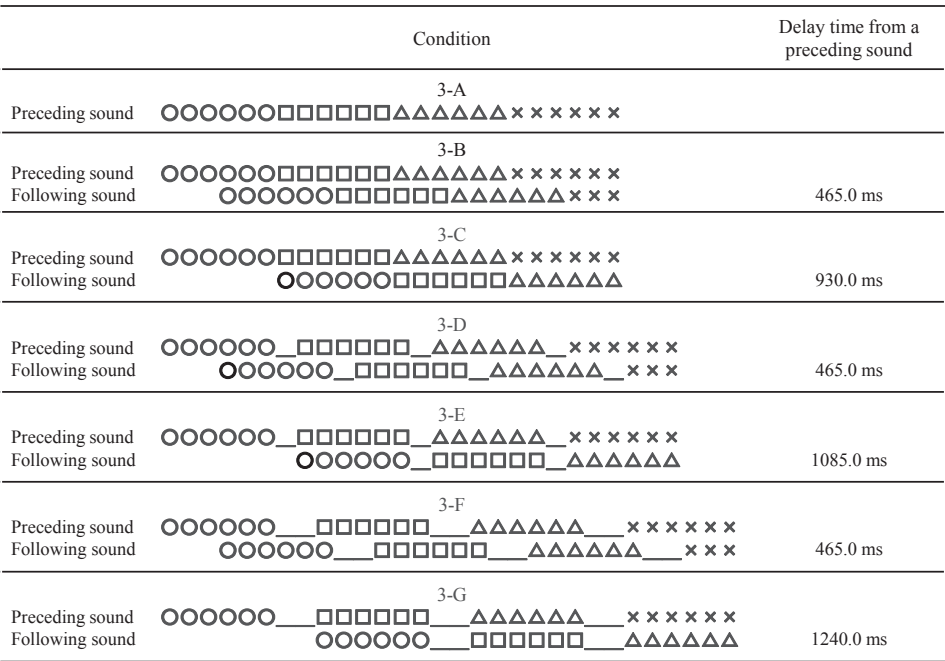 Condition
Delay time from a
preceding sound
3-A
Preceding sound
3-B
Preceding sound
Following sound 465.0 ms
3-C
Preceding sound
Following sound 930.0 ms
3-D
Preceding sound
Following sound 465.0 ms
3-E
Preceding sound
Following sound 1085.0 ms
3-F
Preceding sound
Following sound 465.0 ms
3-G
Preceding sound
Following sound 1240.0 ms